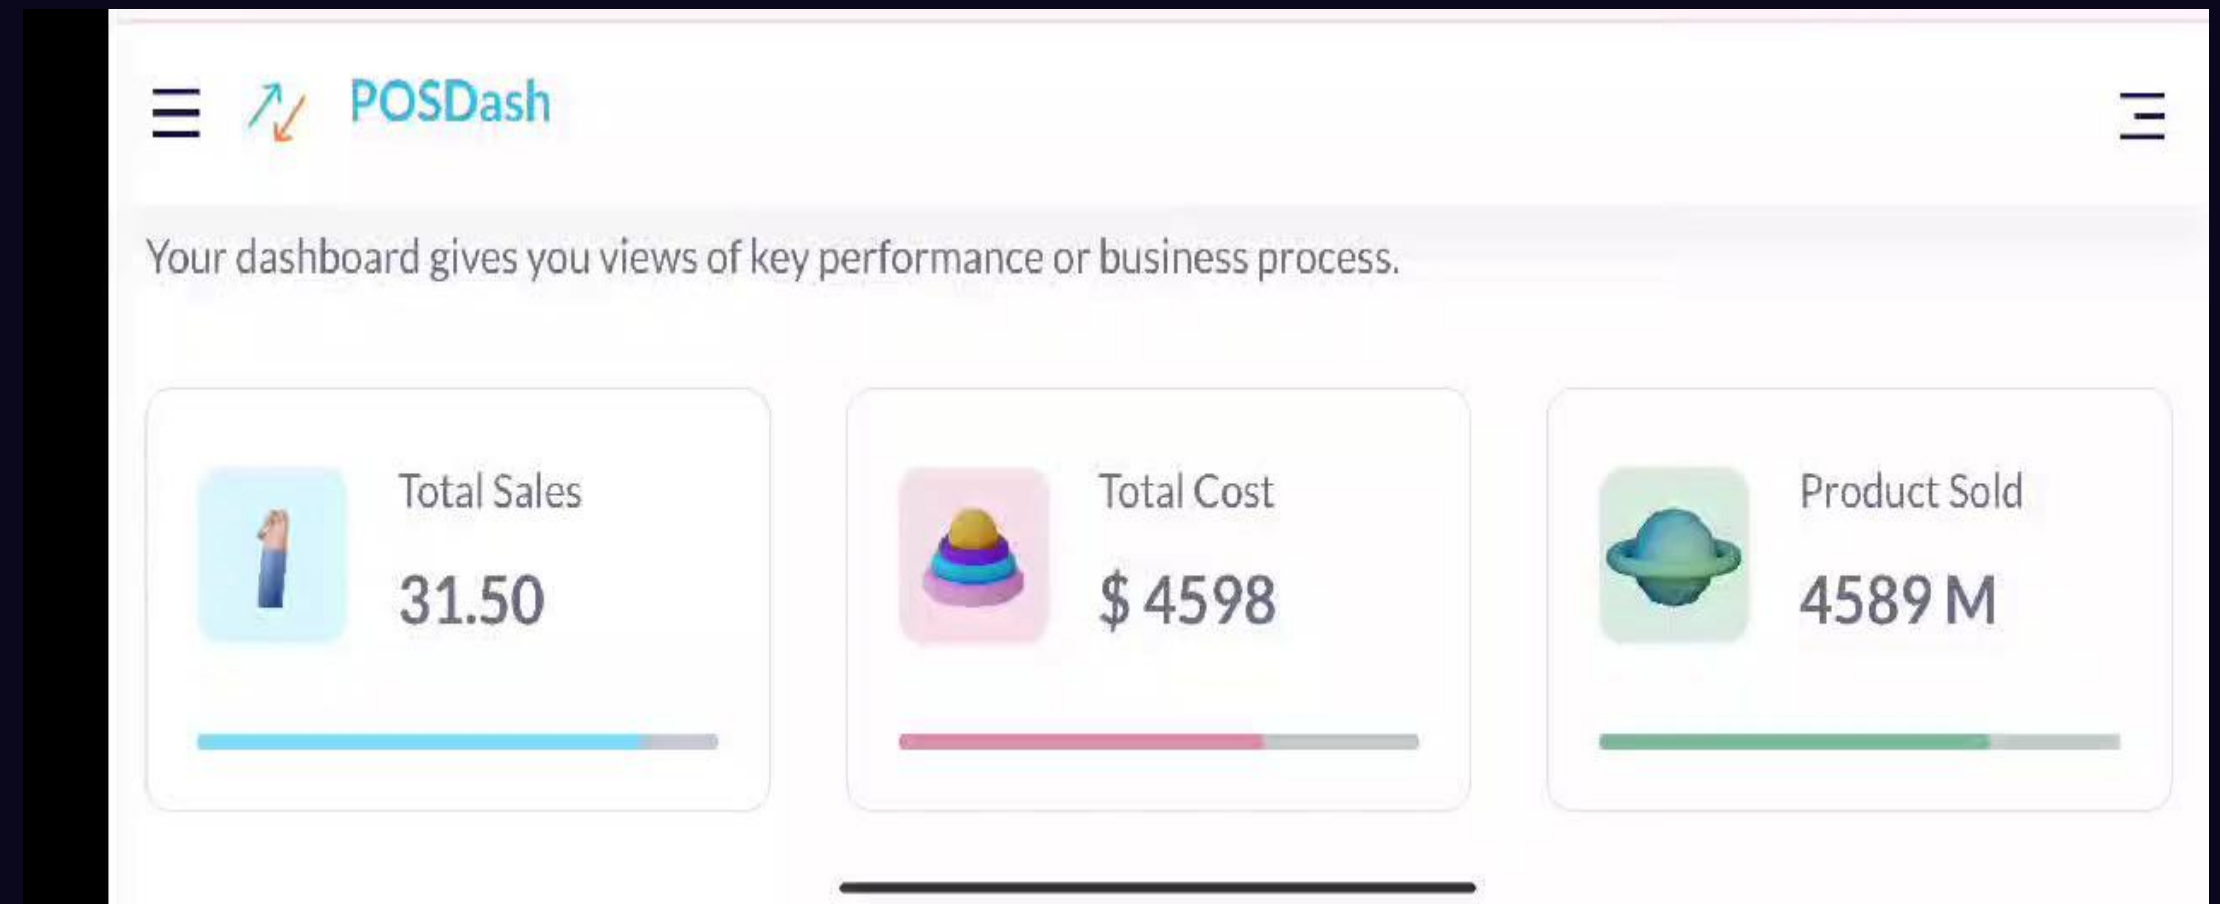 POSDash
Your dashboard gives you views of key performance or business process.
Total Sales
31.50
Total Cost
$ 4598
Product Sold
4589 M